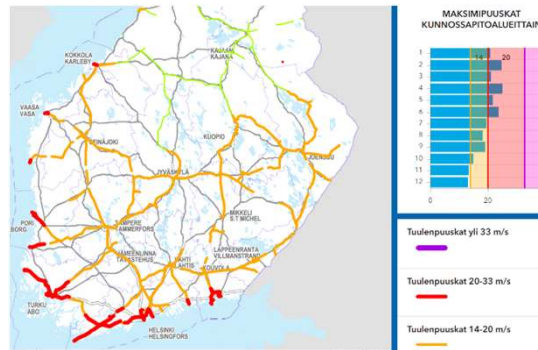 KAJAANI
KAJANA
KOKKOLA
KARLEBY
VAASA
VASA
SEINÄJOKI
KUOPIO
JOENSUU
JYVÄSKYLÄ
PORI
BORG
TAMPERE
TAMMERFORS
MIKKELI
S:T MICHEL
HÄMEENLINNA
TAVASTEHUS
LAHTI
LAHTIS
LAPPEENRANTA
VILLMANSTRAND
KOUVOLA
TURKU
ÅBO
HELSINKI
HELSINGFORS
MAKSIMIPUUSKAT
KUNNOSSAPITOALUEITTAIN
14 20
1
2
3
4
5
6
7
8
9
10
11
12
0 20
Tuulenpuuskat yli 33 m/s
Tuulenpuuskat 20-33 m/s
Tuulenpuuskat 14-20 m/s